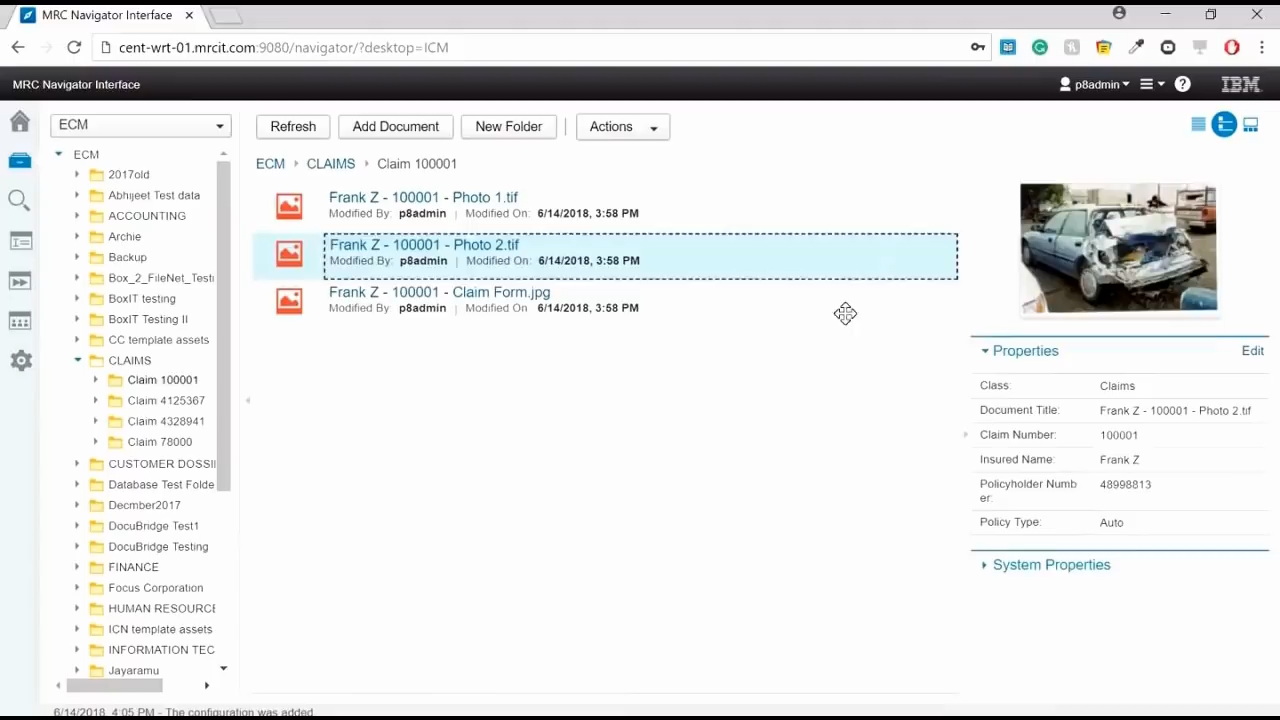 MRC Navigator Interface
cent-wrt-01.mrcit.com:9080/navigator/?desktop=ICM
MRC Navigator Interface
p8admin
IBM
ECM
Refresh
Add Document
New Folder
Actions
ECM
2017old
Abhijeet Test data
ACCOUNTING
Archie
Backup
Box_2_FileNet_Testi
BoxIT testing
BoxIT Testing II
CC template assets
CLAIMS
Claim 100001
Claim 4125367
Claim 4328941
Claim 78000
CUSTOMER DOSSI
Database Test Folde
Decmber2017
DocuBridge Test1
DocuBridge Testing
FINANCE
Focus Corporation
HUMAN RESOURCE
ICN template assets
INFORMATION TEC
Jayaramu
ECM CLAIMS Claim 100001
Frank Z - 100001 - Photo 1.tif
Modified By: p8admin | Modified On: 6/14/2018, 3:58 PM
Frank Z - 100001 - Photo 2.tif
Modified By: p8admin | Modified On: 6/14/2018, 3:58 PM
Frank Z - 100001 - Claim Form.jpg
Modified By: p8admin | Modified On: 6/14/2018, 3:58 PM
Properties Edit
Class: Claims
Document Title: Frank Z - 100001 - Photo 2.tif
Claim Number: 100001
Insured Name: Frank Z
Policyholder Numb 48998813
er:
Policy Type: Auto
System Properties
6/14/2018, 4:05 PM - The configuration was added